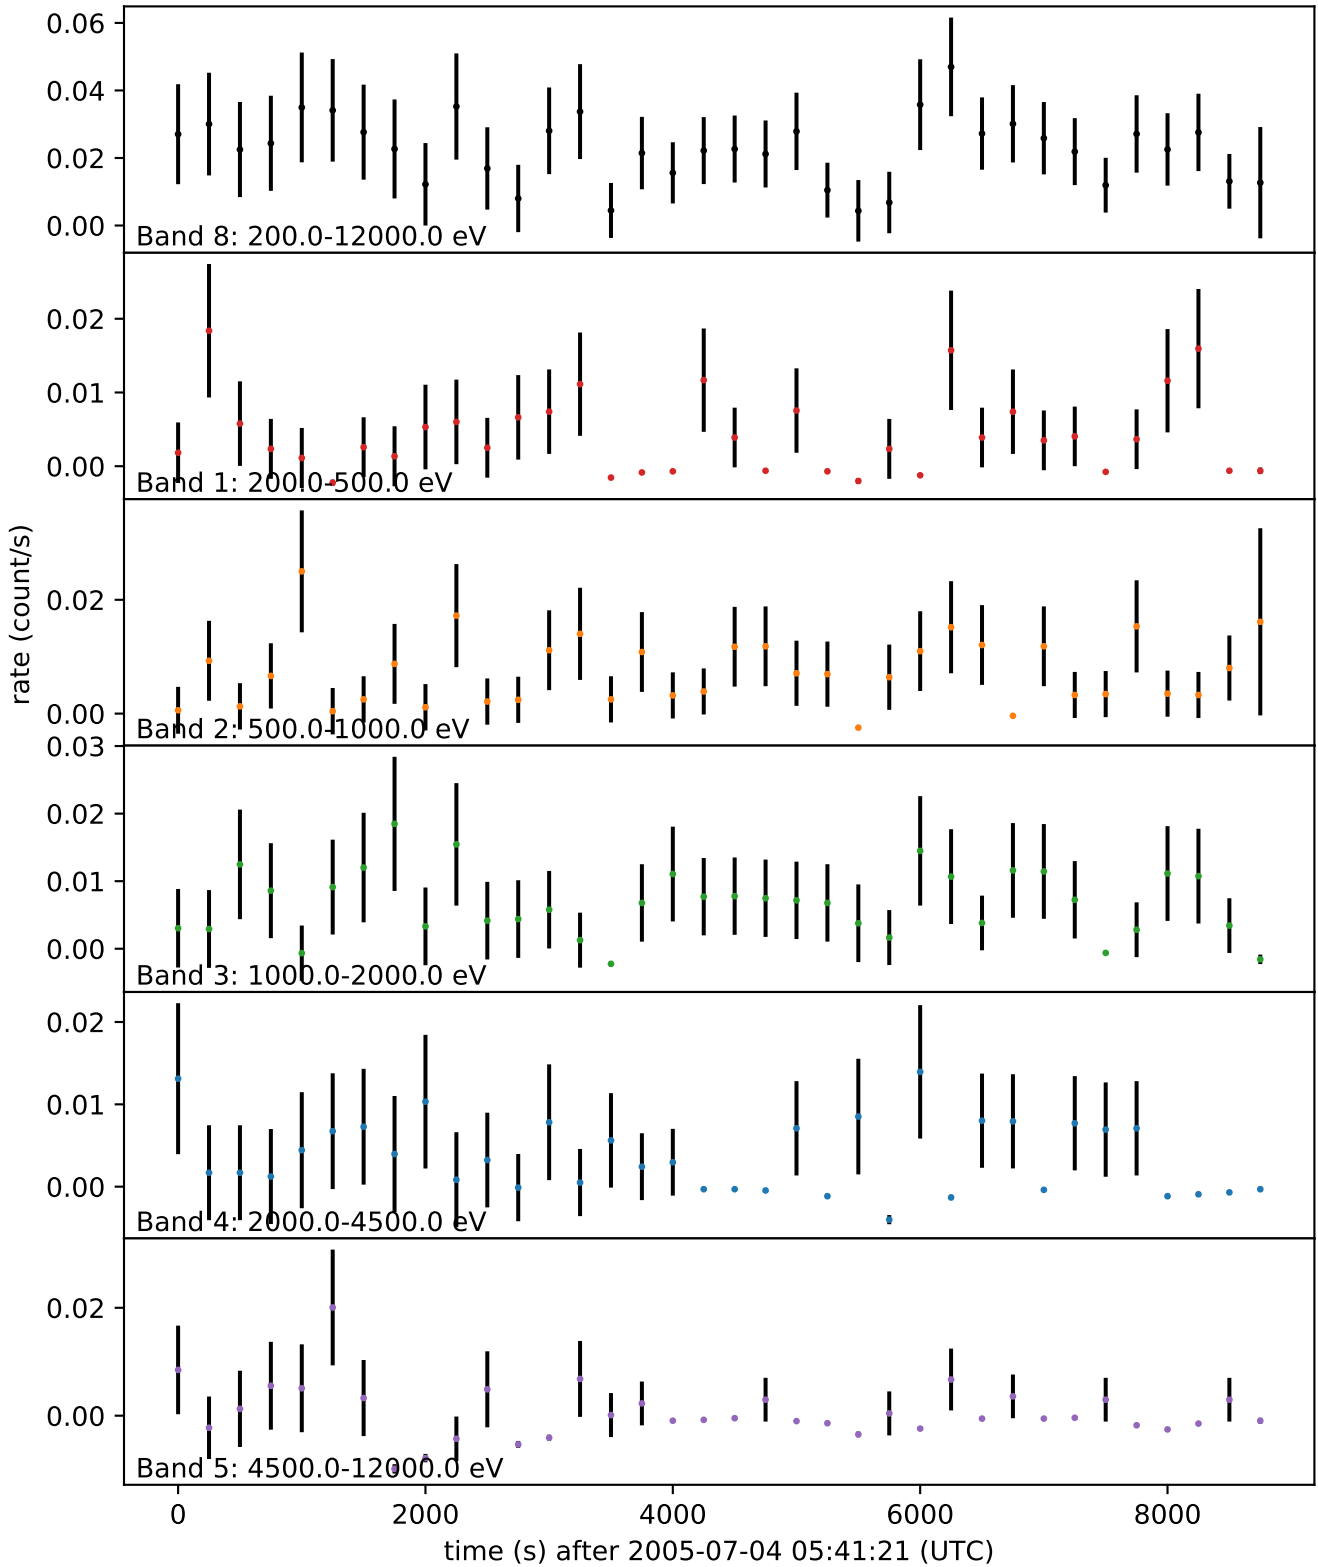 0.06
0.04
0.02
0.00
Band 8: 200.0-12000.0 eV
0.02
0.01
0.00
Band 1: 200.0-500.0 eV
rate (count/s)
0.02
0.00
Band 2: 500.0-1000.0 eV
0.03
0.02
0.01
0.00
Band 3: 1000.0-2000.0 eV
0.02
0.01
0.00
Band 4: 2000.0-4500.0 eV
0.02
0.00
Band 5: 4500.0-12000.0 eV
0 2000 4000 6000 8000
time (s) after 2005-07-04 05:41:21 (UTC)